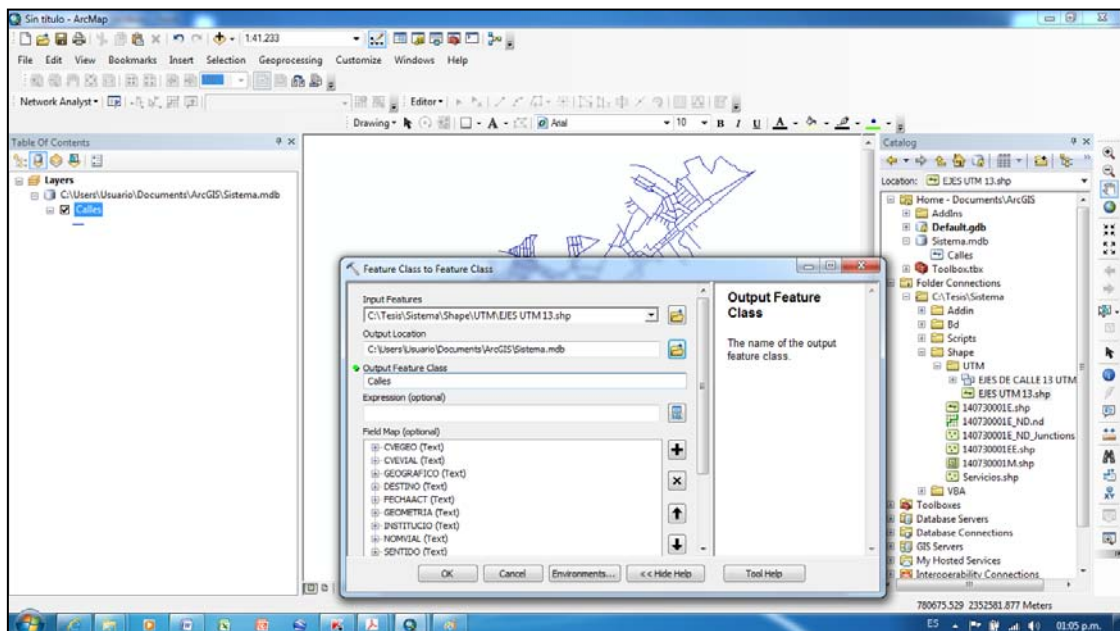 Sin título - ArcMap
1:41,233
File Edit View Bookmarks Insert Selection Geoprocessing Customize Windows Help
Network Analyst
Editor
Drawing A Arial 10 B I U A
Table Of Contents
Layers
C:\Users\Usuario\Documents\ArcGIS\Sistema.mdb
Calles
Feature Class to Feature Class
Input Features
C:\Tesis\Sistema\Shape\UTM\EJES UTM 13.shp
Output Location
C:\Users\Usuario\Documents\ArcGIS\Sistema.mdb
Output Feature Class
Calles
Expression (optional)
Field Map (optional)
CVEGEO (Text)
CVEVIAL (Text)
GEOGRAFICO (Text)
DESTINO (Text)
FECHAACT (Text)
GEOMETRIA (Text)
INSTITUCIO (Text)
NOMVIAL (Text)
SENTIDO (Text)
OK Cancel Environments... << Hide Help Tool Help
Output Feature Class
The name of the output feature class.
Catalog
Location: EJES UTM 13.shp
Home - Documents\ArcGIS
AddIns
Default.gdb
Sistema.mdb
Calles
Toolbox.tbx
Folder Connections
C:\Tesis\Sistema
Addin
Bd
Scripts
Shape
UTM
EJES DE CALLE 13 UTM
EJES UTM 13.shp
140730001E.shp
140730001E_ND.nd
140730001E_ND_Junctions
140730001EE.shp
140730001M.shp
Servicios.shp
VBA
Toolboxes
Database Servers
Database Connections
GIS Servers
My Hosted Services
Interoperability Connections
780675.529 2352581.877 Meters
ES 01:05 p.m.